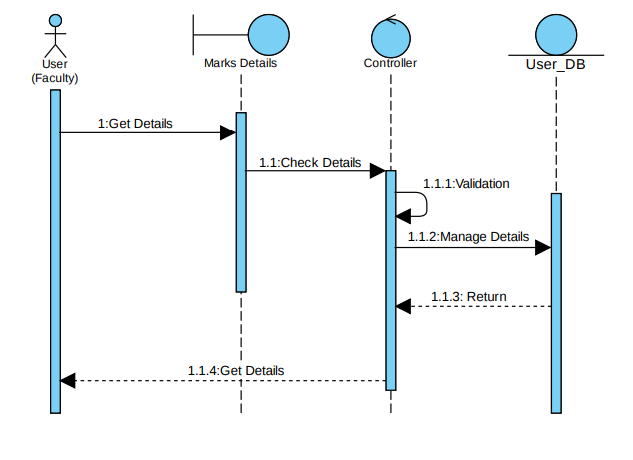 User
(Faculty)
Marks Details
Controller
User_DB
1:Get Details
1.1:Check Details
1.1.1:Validation
1.1.2:Manage Details
1.1.3: Return
1.1.4:Get Details